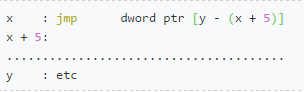 x    : jmp     dword ptr [y - (x + 5)]
x + 5:
.....................................
y    : etc